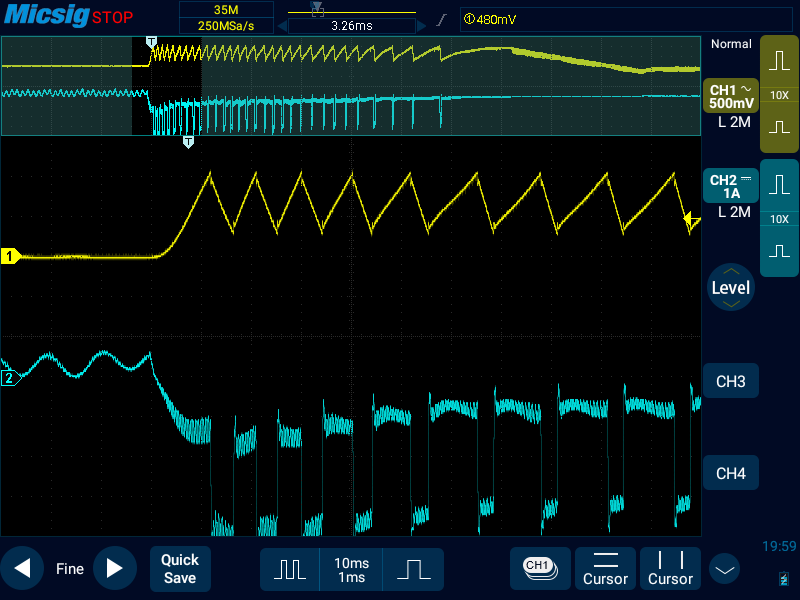 Micsig STOP
35M
250MSa/s
3.26ms
①480mV
T
T
Normal
CH1
500mV
L 2M
10X
CH2
1A
L 2M
10X
1
2
Level
CH3
CH4
19:59
Fine
Quick
Save
10ms
1ms
CH1
Cursor
Cursor